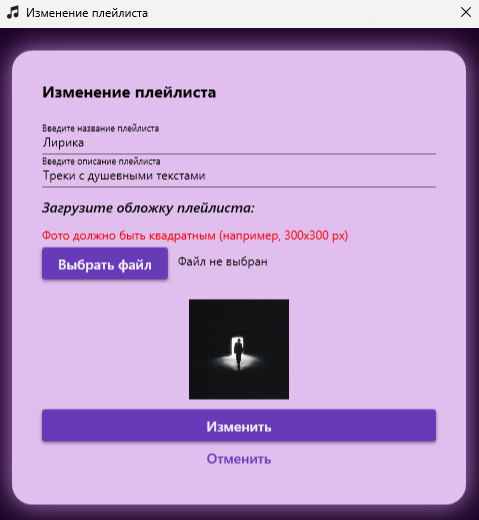 Изменение плейлиста
Изменение плейлиста
Введите название плейлиста
Лирика
Введите описание плейлиста
Треки с душевными текстами
Загрузите обложку плейлиста:
Фото должно быть квадратным (например, 300x300 px)
Выбрать файл Файл не выбран
Изменить
Отменить